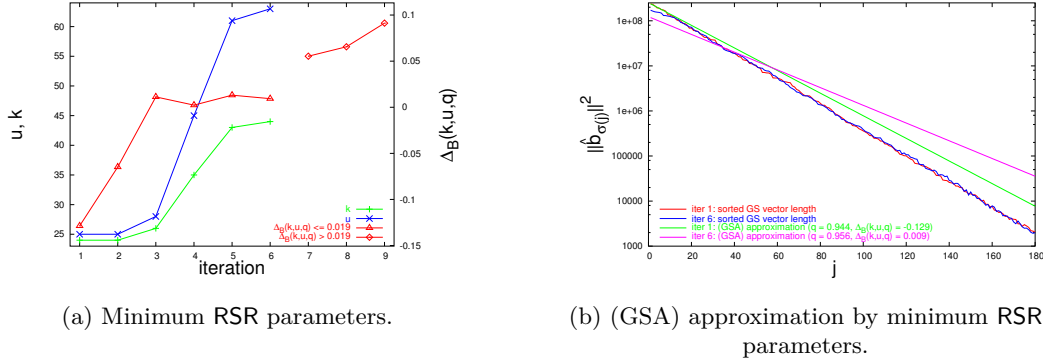 60
55
50
45
40
35
30
25
u, k
0.1
0.05
0
-0.05
-0.1
-0.15
Δ_B(k,u,q)
k
u
Δ_B(k,u,q) <= 0.019
Δ_B(k,u,q) > 0.019
1 2 3 4 5 6 7 8 9
iteration
(a) Minimum RSR parameters.
1e+08
1e+07
1e+06
100000
10000
1000
||b̂_σ(j)||²
iter 1: sorted GS vector length
iter 6: sorted GS vector length
iter 1: (GSA) approximation (q = 0.944, Δ_B(k,u,q) = -0.129)
iter 6: (GSA) approximation (q = 0.956, Δ_B(k,u,q) = 0.009)
0 20 40 60 80 100 120 140 160 180
j
(b) (GSA) approximation by minimum RSR
parameters.